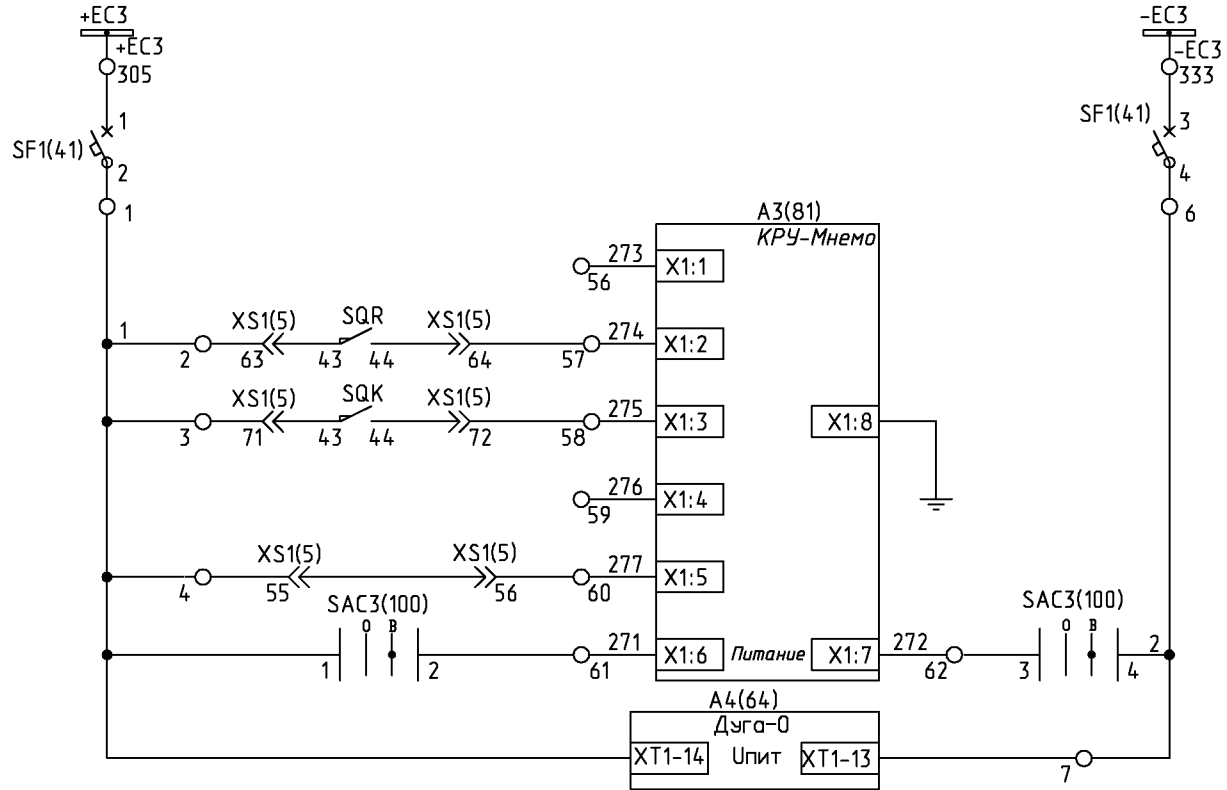 +EC3
-EC3
+EC3
-EC3
305
333
1
3
SF1(41)
SF1(41)
2
4
1
6
A3(81)
КРУ-Мнемо
273
X1:1
56
1
XS1(5)
SQR
XS1(5)
274
X1:2
2
63
43
44
64
57
XS1(5)
SQK
XS1(5)
275
X1:3
X1:8
3
71
43
44
72
58
276
X1:4
59
XS1(5)
XS1(5)
277
X1:5
4
55
56
60
SAC3(100)
SAC3(100)
О В
О В
271
X1:6
Питание
X1:7
272
2
1
2
61
62
3
4
A4(64)
Дуга-О
XT1-14
Uпит
XT1-13
7